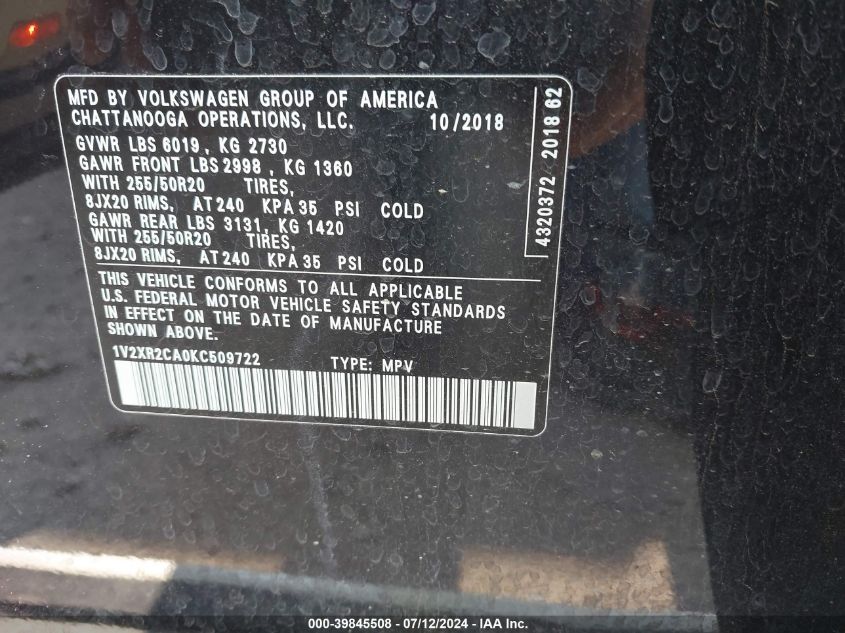 MFD BY VOLKSWAGEN GROUP OF AMERICA
CHATTANOOGA OPERATIONS, LLC. 10/2018
GVWR LBS 6019 , KG 2730
GAWR FRONT LBS 2998 , KG 1360
WITH 255/50R20 TIRES,
8JX20 RIMS, AT 240 KPA 35 PSI COLD
GAWR REAR LBS 3131, KG 1420
WITH 255/50R20 TIRES,
8JX20 RIMS, AT 240 KPA 35 PSI COLD
4320372 2018 62
THIS VEHICLE CONFORMS TO ALL APPLICABLE
U.S. FEDERAL MOTOR VEHICLE SAFETY STANDARDS
IN EFFECT ON THE DATE OF MANUFACTURE
SHOWN ABOVE.
1V2XR2CA0KC509722 TYPE: MPV
000-39845508 - 07/12/2024 - IAA Inc.